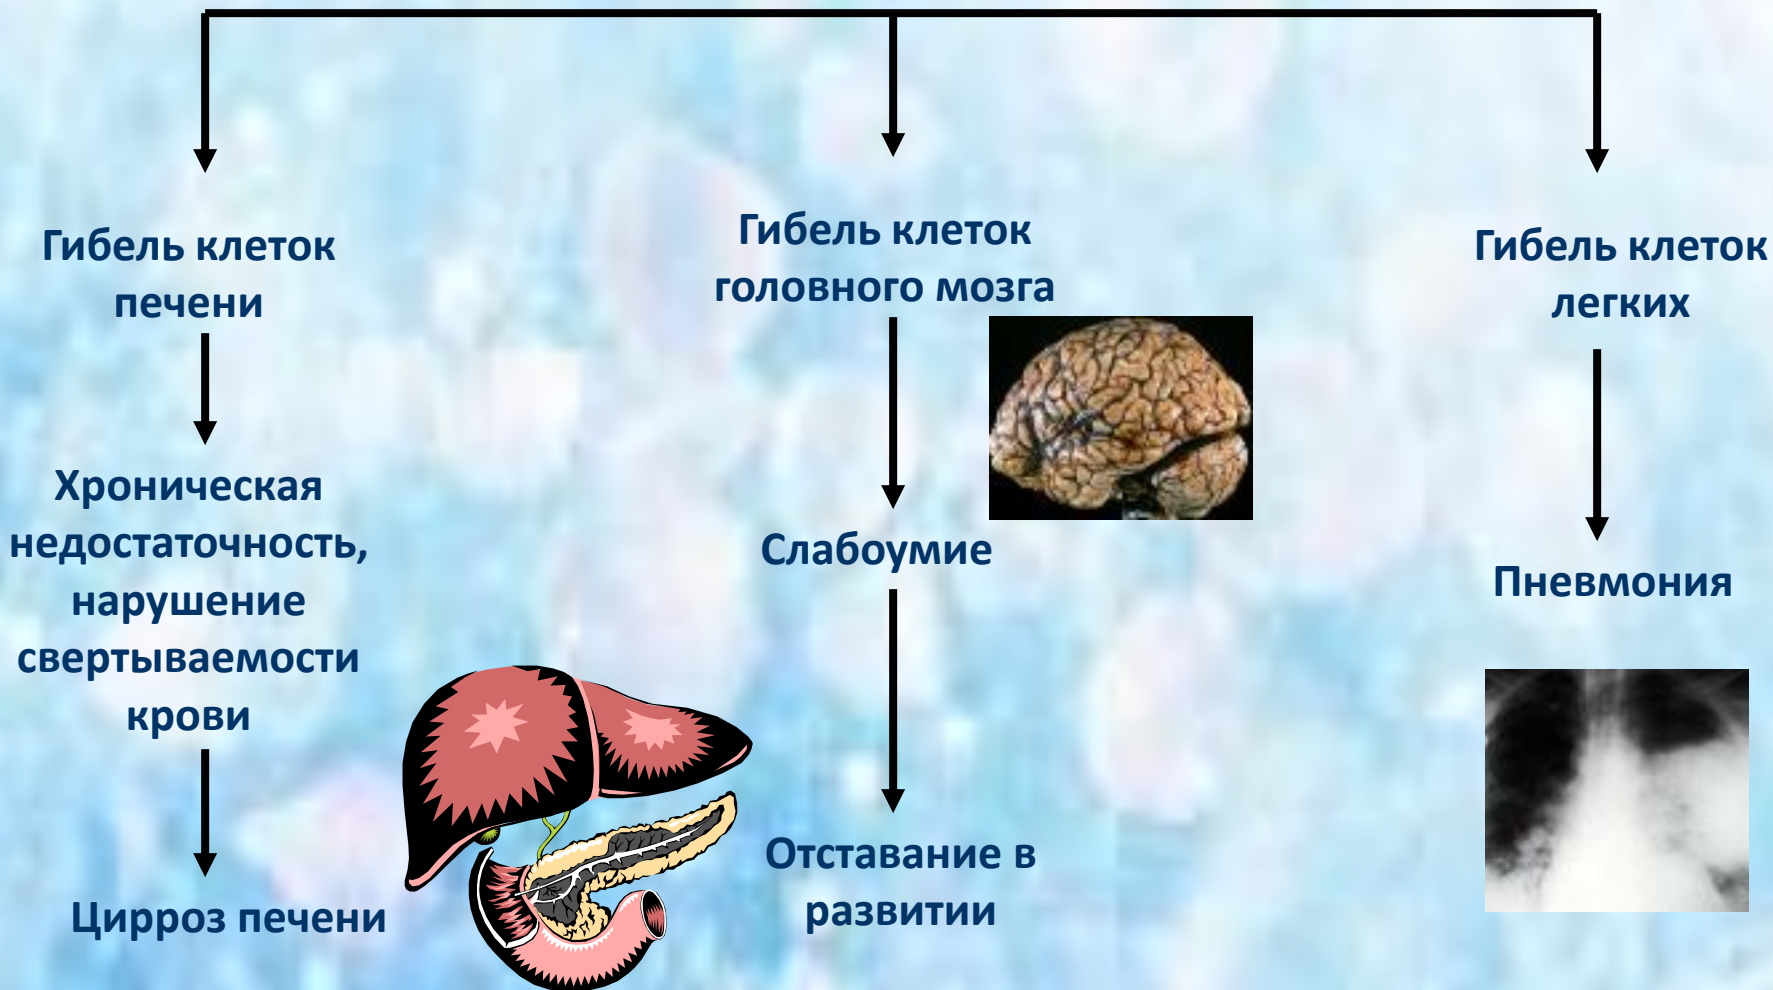 Гибель клеток
печени
Хроническая
недостаточность,
нарушение
свертываемости
крови
Цирроз печени
Гибель клеток
головного мозга
Слабоумие
Отставание в
развитии
Гибель клеток
легких
Пневмония